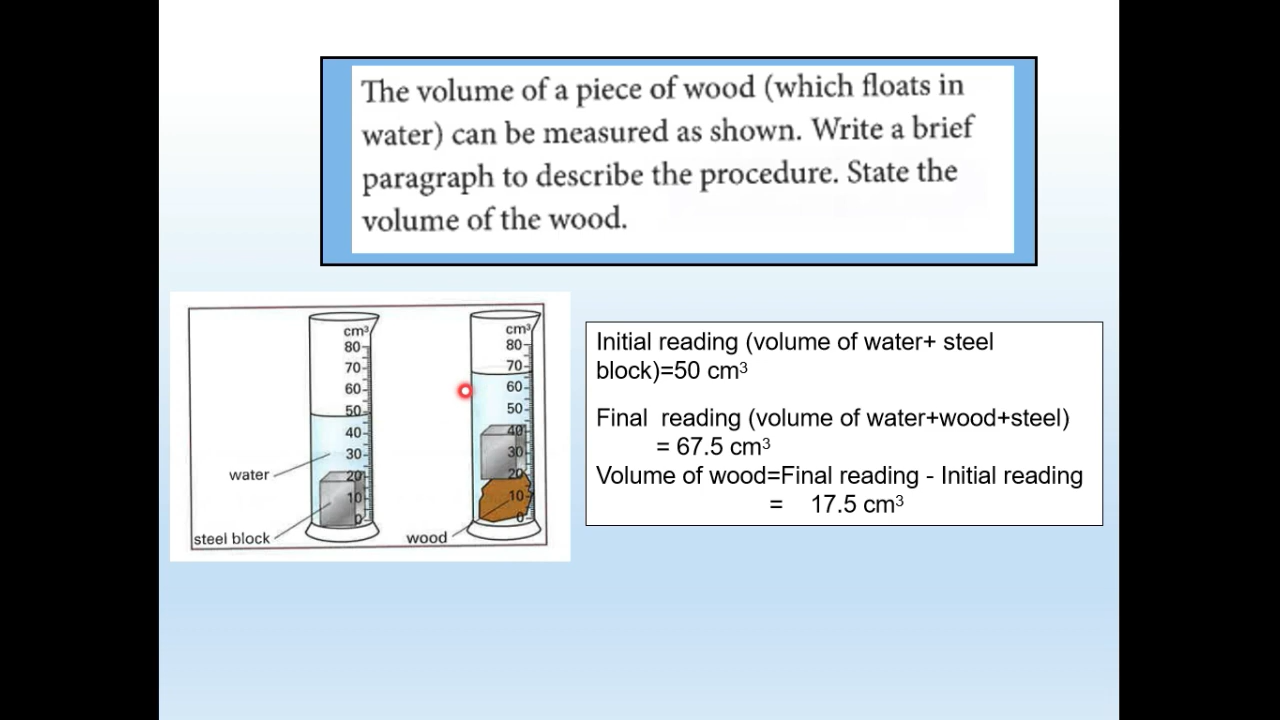 The volume of a piece of wood (which floats in
water) can be measured as shown. Write a brief
paragraph to describe the procedure. State the
volume of the wood.
cm³
80
70
60
50
40
30
20
10
0
water
steel block
cm³
80
70
60
50
40
30
20
10
0
wood
Initial reading (volume of water+ steel
block)=50 cm³
Final  reading (volume of water+wood+steel)
= 67.5 cm³
Volume of wood=Final reading - Initial reading
= 17.5 cm³